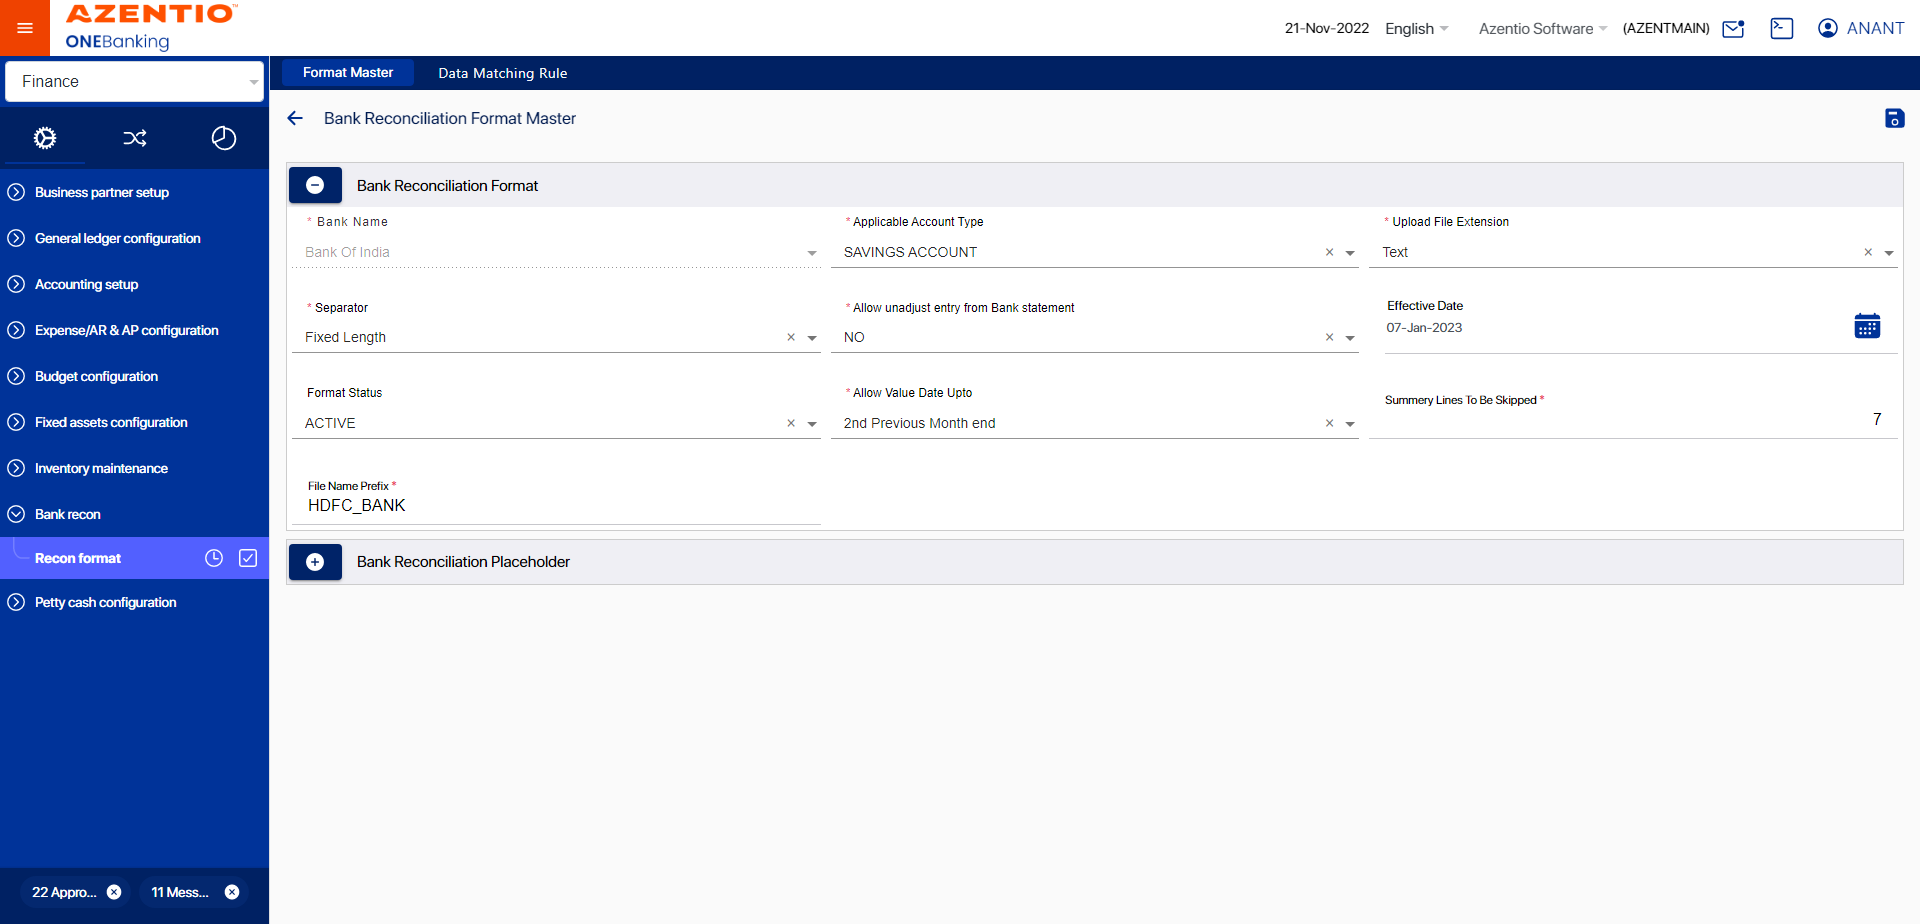 AZENTIO™
ONEBanking
21-Nov-2022 English Azentio Software (AZENTMAIN) ANANT
Finance
Format Master Data Matching Rule
Bank Reconciliation Format Master
Business partner setup
General ledger configuration
Accounting setup
Expense/AR & AP configuration
Budget configuration
Fixed assets configuration
Inventory maintenance
Bank recon
Recon format
Petty cash configuration
22 Appro...
11 Mess...
Bank Reconciliation Format
* Bank Name
Bank Of India
* Applicable Account Type
SAVINGS ACCOUNT
* Upload File Extension
Text
* Separator
Fixed Length
* Allow unadjust entry from Bank statement
NO
Effective Date
07-Jan-2023
Format Status
ACTIVE
* Allow Value Date Upto
2nd Previous Month end
Summery Lines To Be Skipped *
7
File Name Prefix *
HDFC_BANK
Bank Reconciliation Placeholder